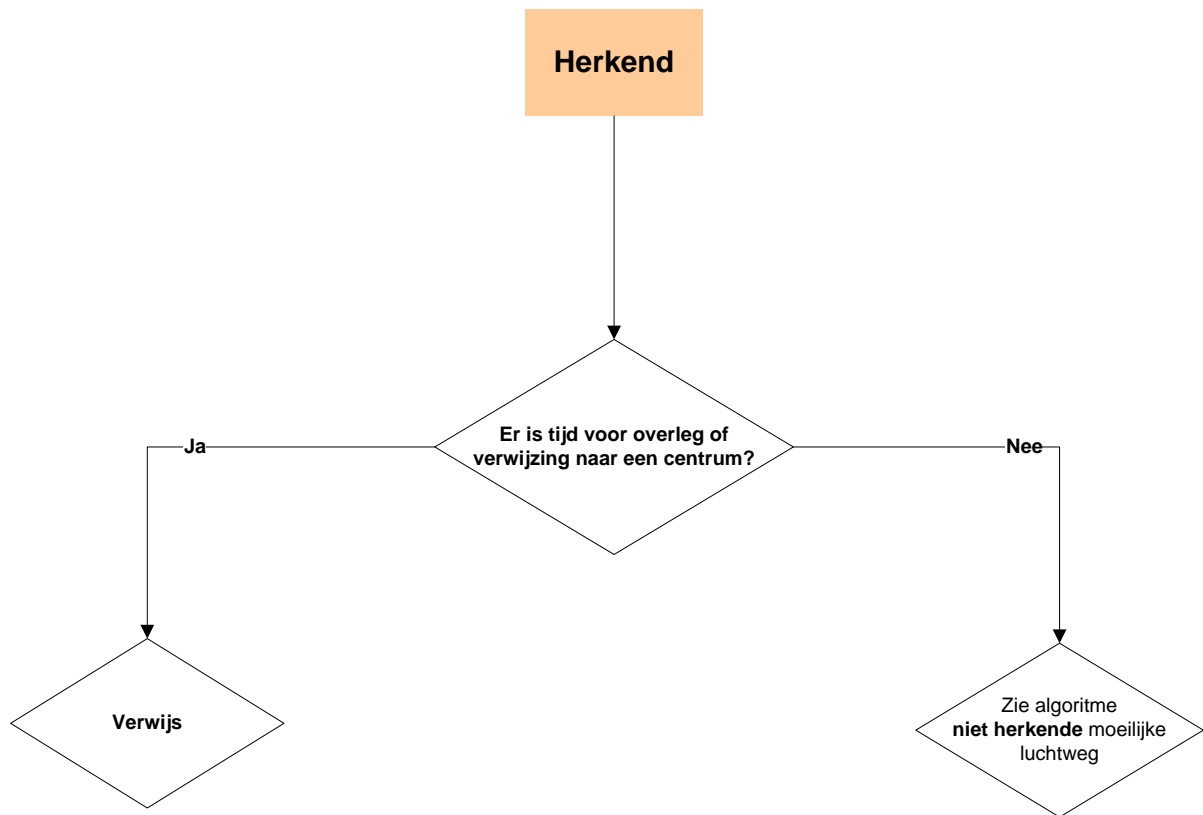 Herkend
Er is tijd voor overleg of
verwijzing naar een centrum?
Ja
Nee
Verwijs
Zie algoritme
niet herkende moeilijke
luchtweg